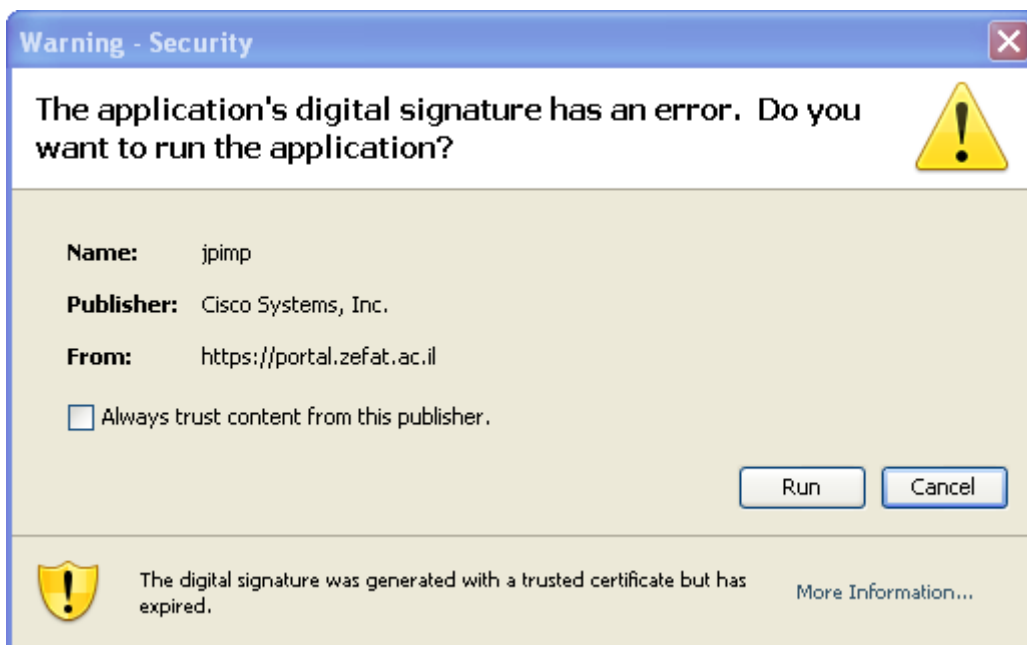 Warning - Security
The application's digital signature has an error. Do you
want to run the application?
Name: jpimp
Publisher: Cisco Systems, Inc.
From: https://portal.zefat.ac.il
Always trust content from this publisher.
Run Cancel
The digital signature was generated with a trusted certificate but has
expired.
More Information...